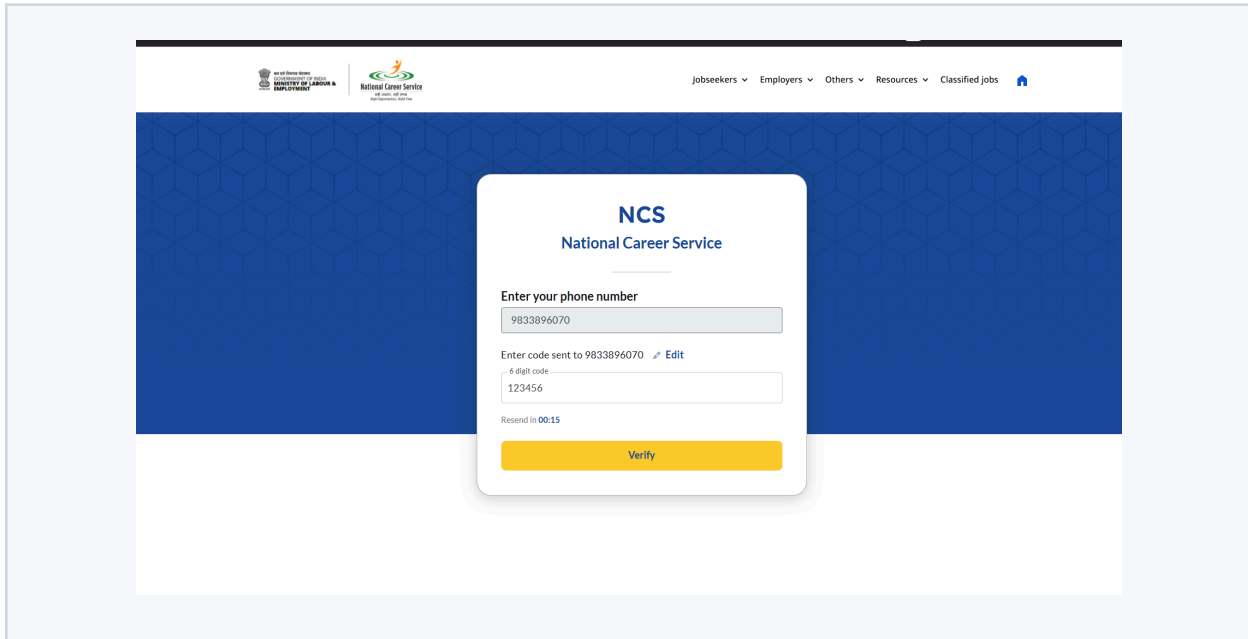 GOVERNMENT OF INDIA
MINISTRY OF LABOUR &
EMPLOYMENT
National Career Service
Jobseekers
Employers
Others
Resources
Classified jobs
NCS
National Career Service
Enter your phone number
9833896070
Enter code sent to 9833896070 Edit
6 digit code
123456
Resend in 00:15
Verify